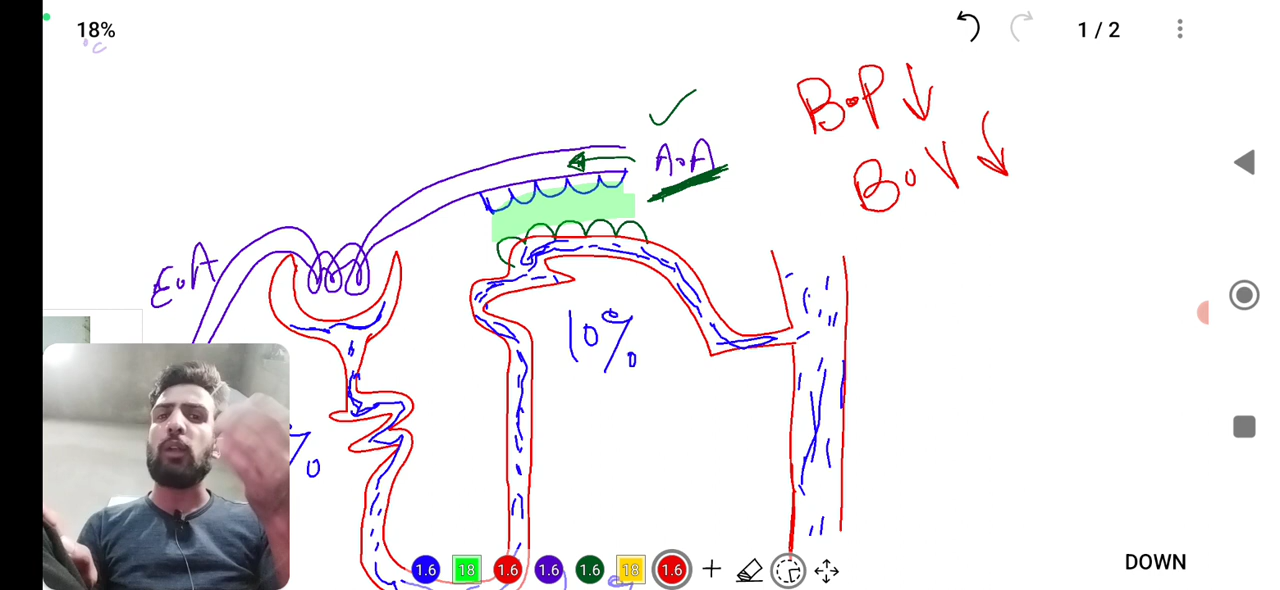 18%
°C
1 / 2
B.P ↓
A.A
B.V ↓
E.A
10%
%
1.6 18 1.6 1.6 1.6 18 1.6
DOWN